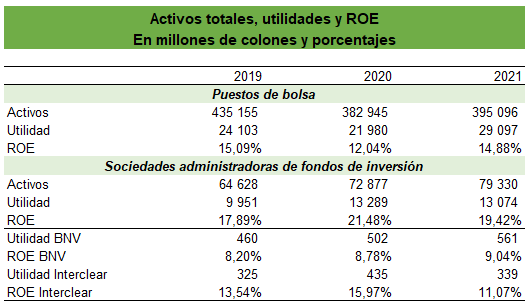 Activos totales, utilidades y ROE
En millones de colones y porcentajes
2019 2020 2021
Puestos de bolsa
Activos 435 155 382 945 395 096
Utilidad 24 103 21 980 29 097
ROE 15,09% 12,04% 14,88%
Sociedades administradoras de fondos de inversión
Activos 64 628 72 877 79 330
Utilidad 9 951 13 289 13 074
ROE 17,89% 21,48% 19,42%
Utilidad BNV 460 502 561
ROE BNV 8,20% 8,78% 9,04%
Utilidad Interclear 325 435 339
ROE Interclear 13,54% 15,97% 11,07%